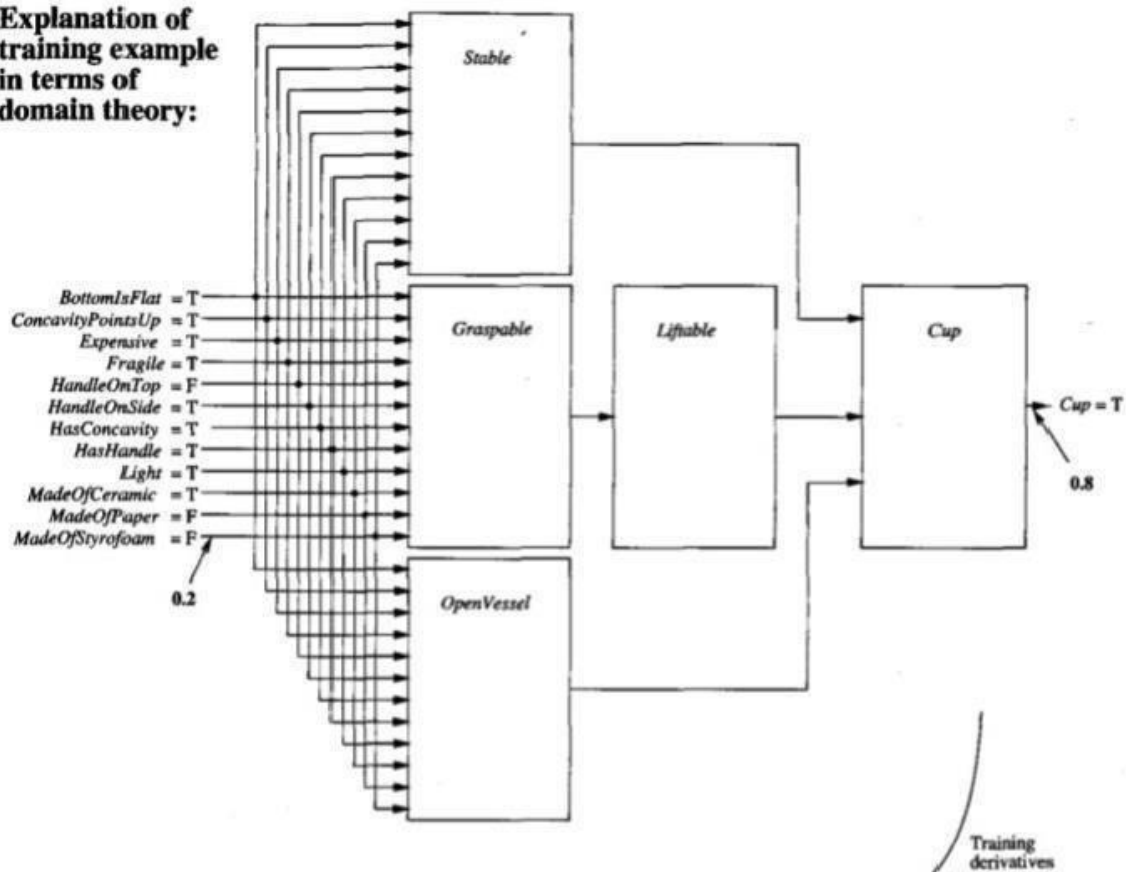 Explanation of
training example
in terms of
domain theory:
Stable
BottomIsFlat = T
ConcavityPointsUp = T
Expensive = T
Fragile = T
HandleOnTop = F
HandleOnSide = T
HasConcavity = T
HasHandle = T
Light = T
MadeOfCeramic = T
MadeOfPaper = F
MadeOfStyrofoam = F
0.2
Graspable
Liftable
Cup
Cup = T
0.8
OpenVessel
Training
derivatives